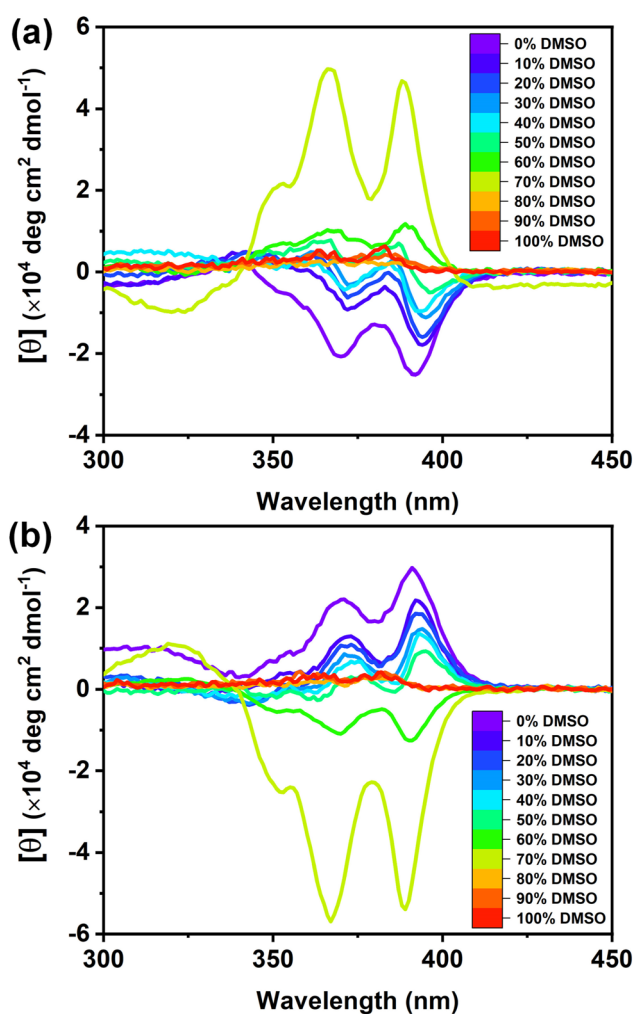 (a)
6
4
2
0
-2
-4
[θ] (×10⁴ deg cm² dmol⁻¹)
0% DMSO
10% DMSO
20% DMSO
30% DMSO
40% DMSO
50% DMSO
60% DMSO
70% DMSO
80% DMSO
90% DMSO
100% DMSO
300 350 400 450
Wavelength (nm)
(b)
4
2
0
-2
-4
-6
[θ] (×10⁴ deg cm² dmol⁻¹)
0% DMSO
10% DMSO
20% DMSO
30% DMSO
40% DMSO
50% DMSO
60% DMSO
70% DMSO
80% DMSO
90% DMSO
100% DMSO
300 350 400 450
Wavelength (nm)